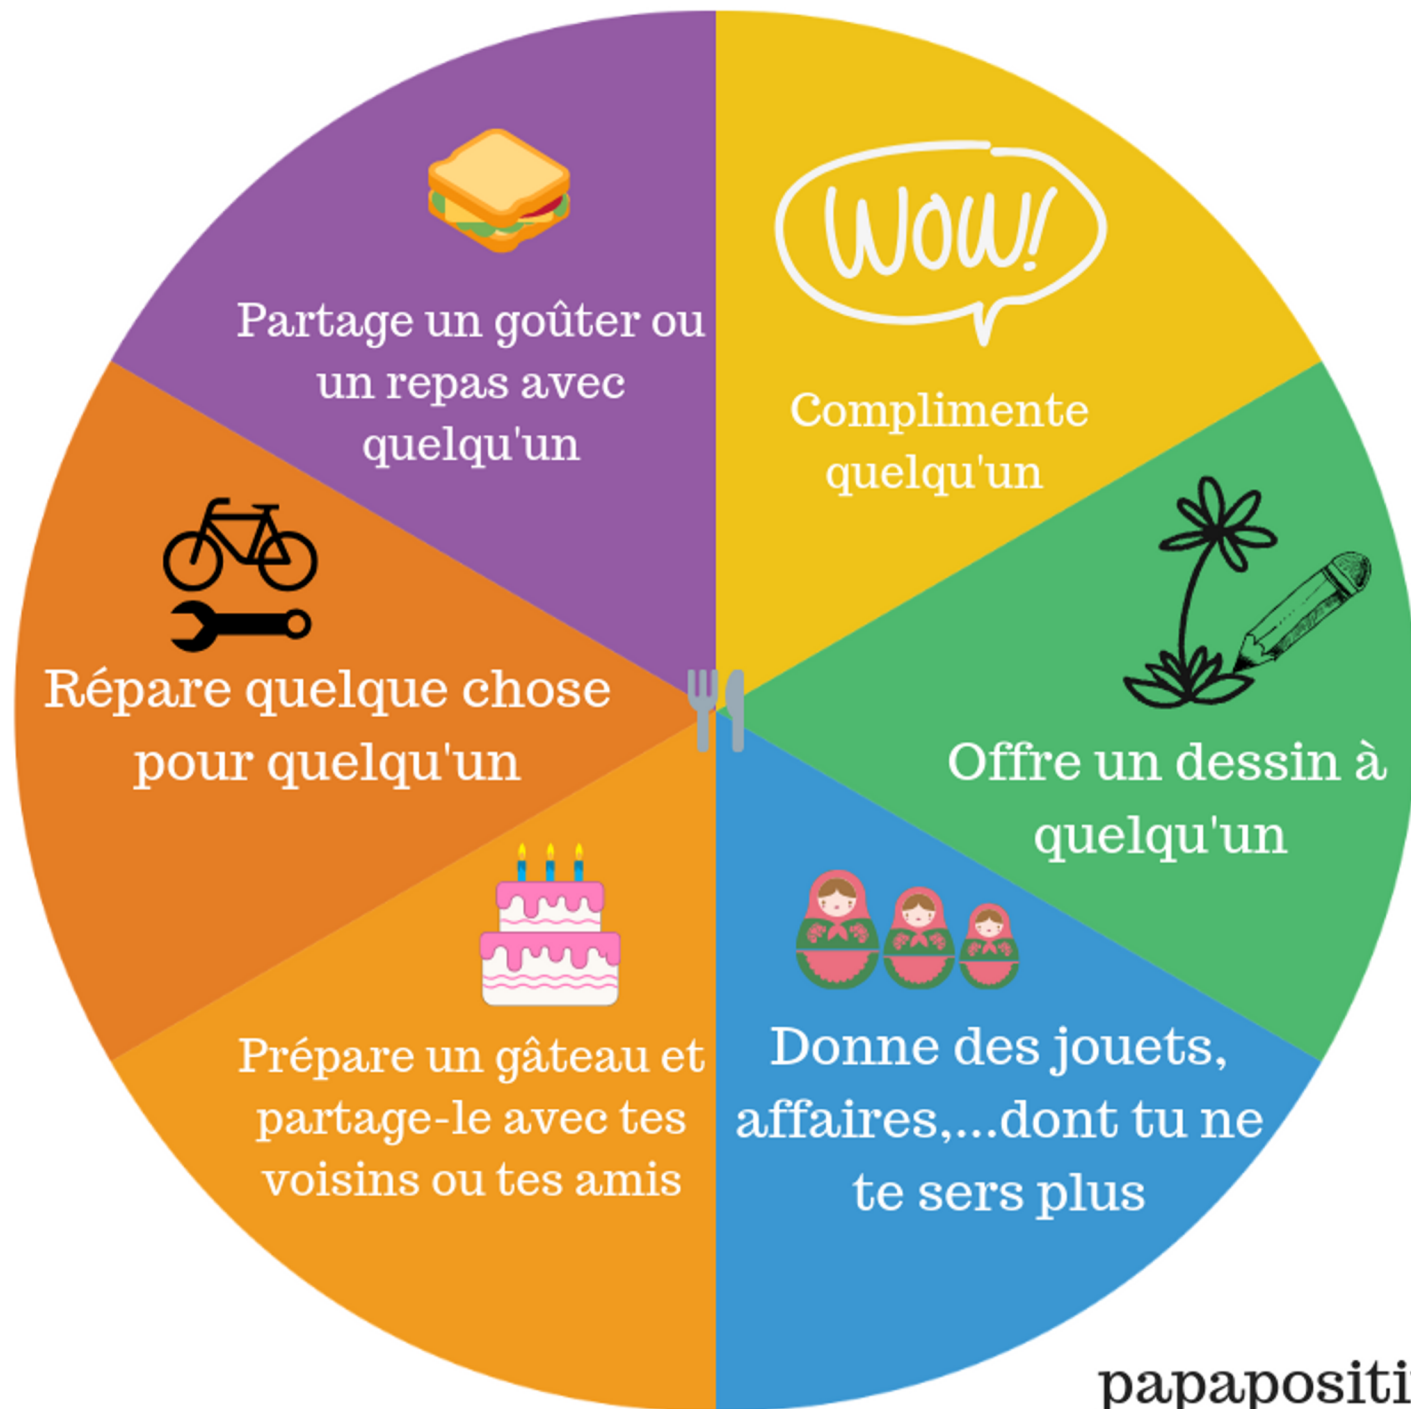 WOW!
Complimente
quelqu'un
Offre un dessin à
quelqu'un
Donne des jouets,
affaires,...dont tu ne
te sers plus
Prépare un gâteau et
partage-le avec tes
voisins ou tes amis
Répare quelque chose
pour quelqu'un
Partage un goûter ou
un repas avec
quelqu'un
papapositi